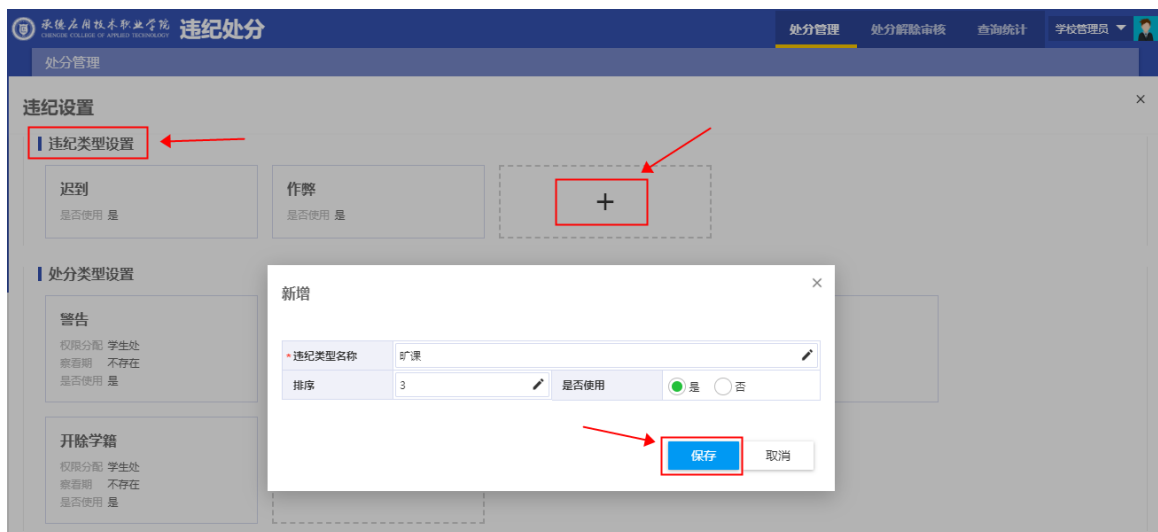 承德应用技术职业学院 违纪处分
CHENGDE COLLEGE OF APPLIED TECHNOLOGY
处分管理 处分解除审核 查询统计 学校管理员
处分管理
违纪设置 ×
违纪类型设置
迟到
是否使用 是
作弊
是否使用 是
+
处分类型设置
警告
权限分配 学生处
察看期 不存在
是否使用 是
开除学籍
权限分配 学生处
察看期 不存在
是否使用 是
新增 ×
*违纪类型名称 旷课
排序 3 是否使用 是 否
保存 取消